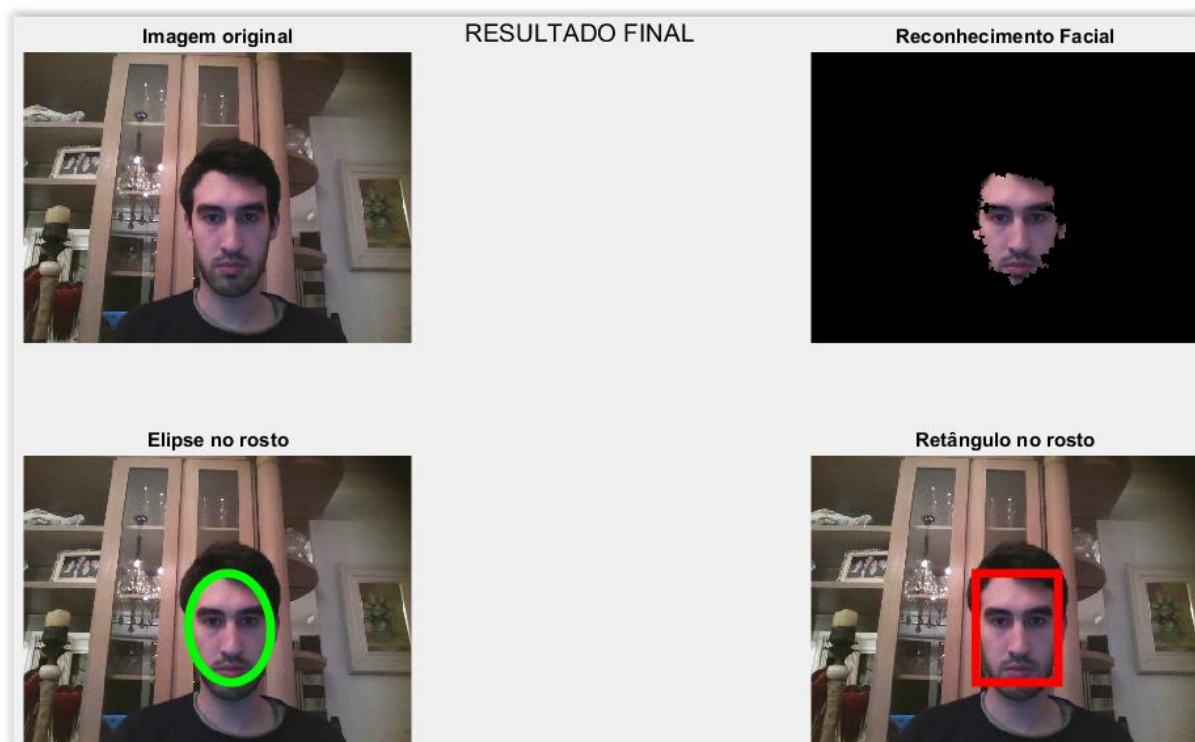 RESULTADO FINAL
Imagem original
Reconhecimento Facial
Elipse no rosto
Retângulo no rosto